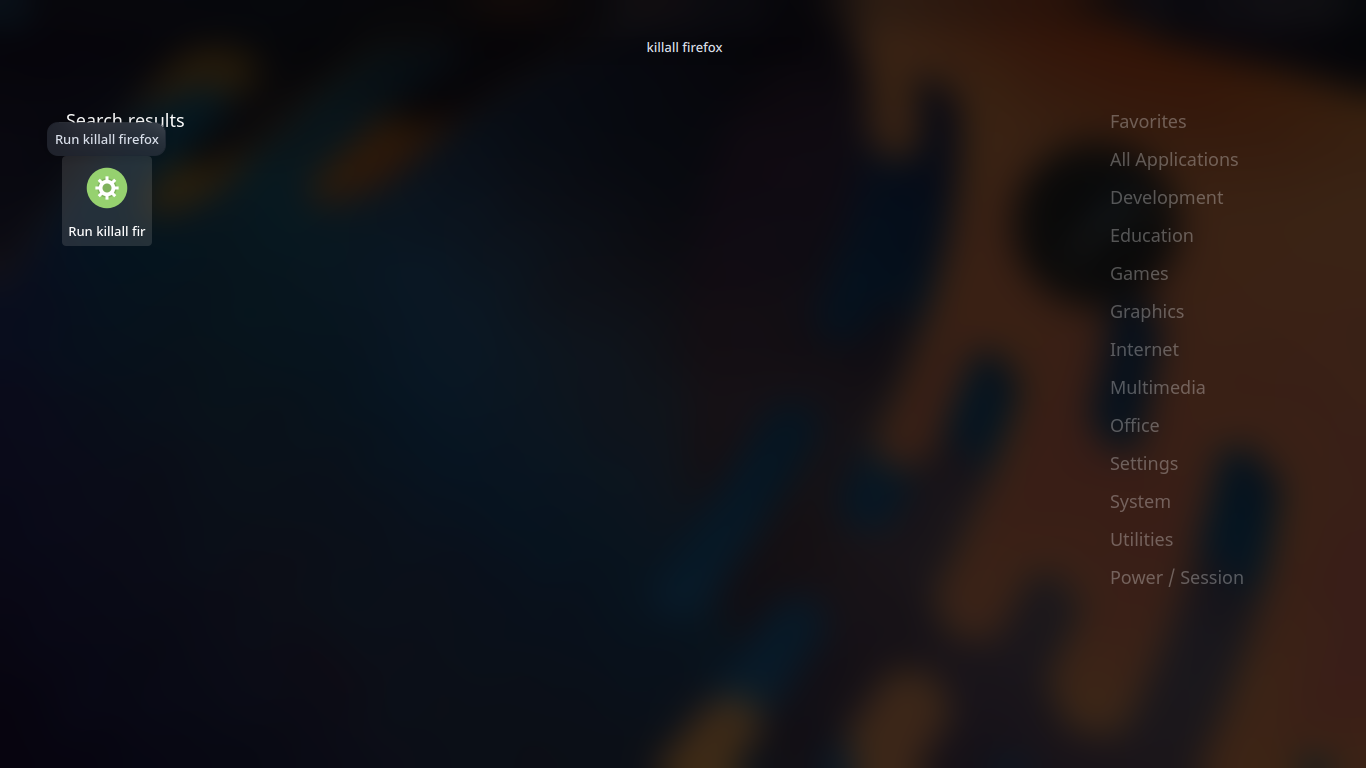 killall firefox
Search results
Run killall firefox
Run killall fir
Favorites
All Applications
Development
Education
Games
Graphics
Internet
Multimedia
Office
Settings
System
Utilities
Power / Session